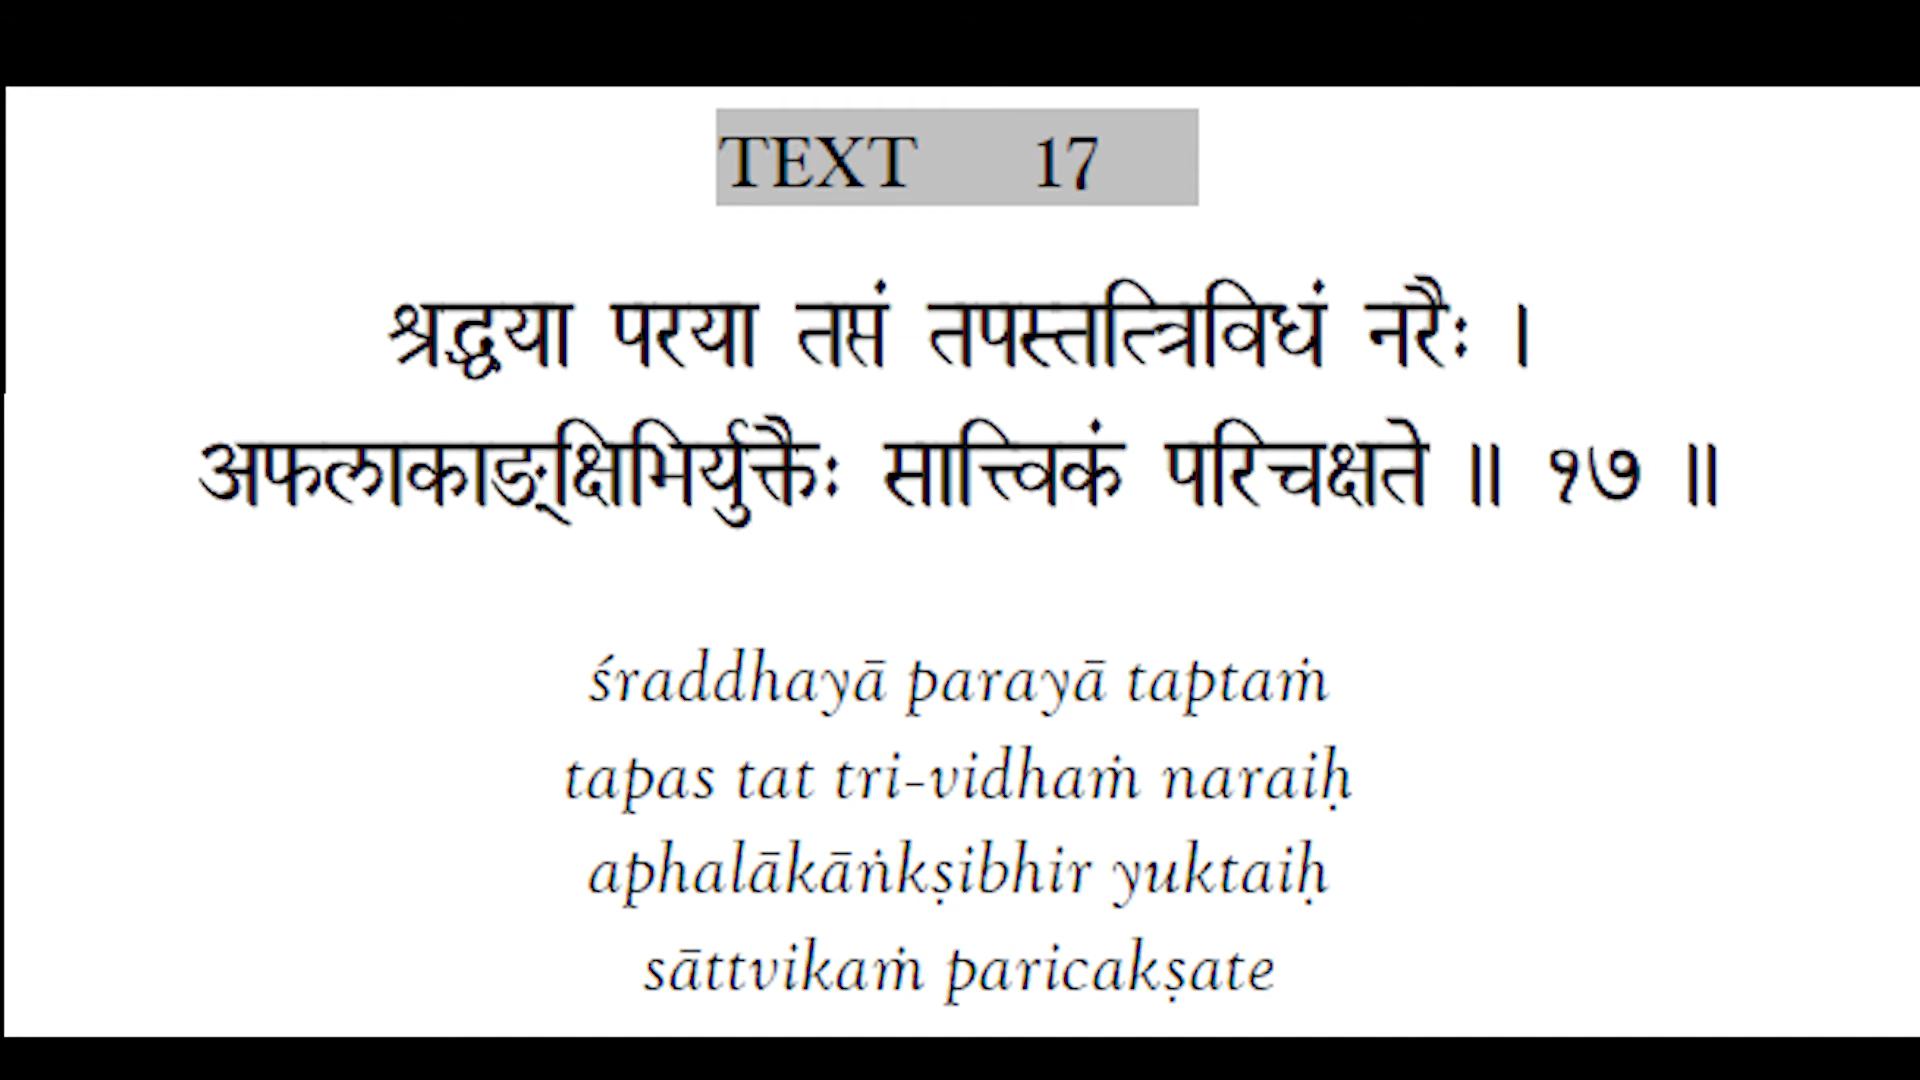 TEXT 17
श्रद्धया परया तप्तं तपस्तत्त्रिविधं नरैः ।
अफलाकाङ्क्षिभिर्युक्तैः सात्त्विकं परिचक्षते ॥ १७ ॥
śraddhayā parayā taptaṁ
tapas tat tri-vidhaṁ naraiḥ
aphalākāṅkṣibhir yuktaiḥ
sāttvikaṁ paricakṣate